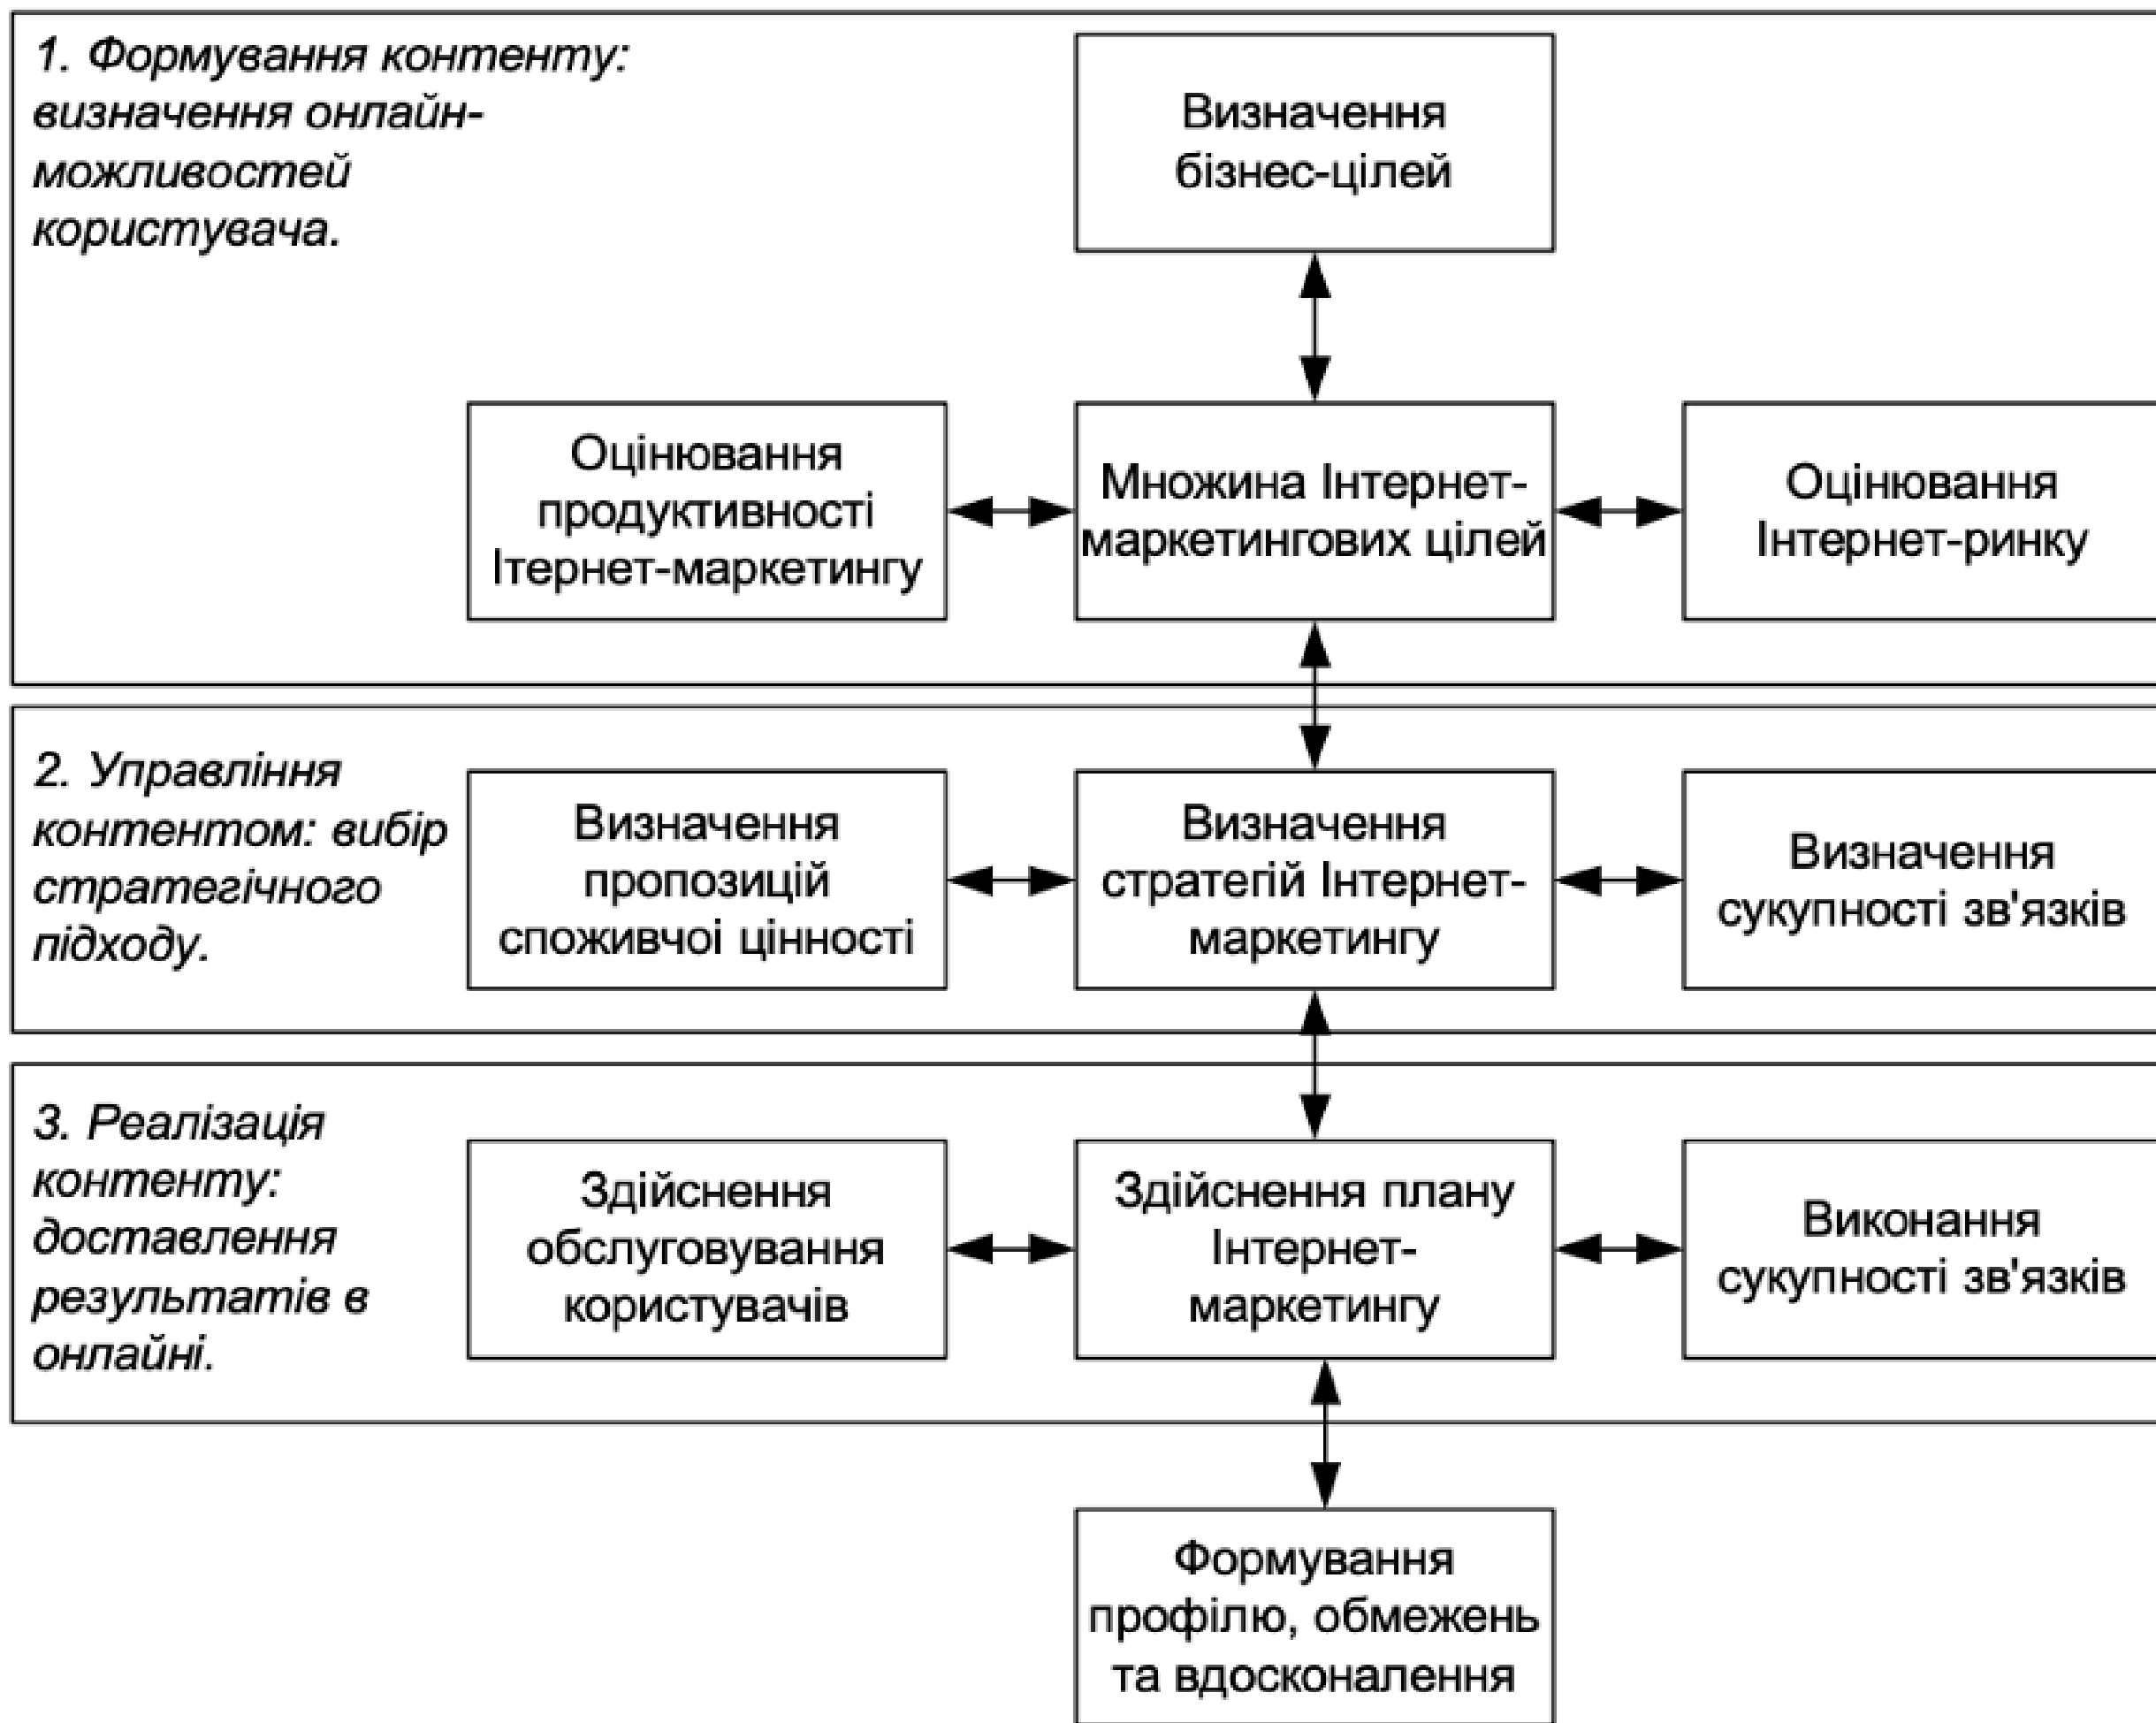 1. Формування контенту:
визначення онлайн-
можливостей
користувача.
Визначення
бізнес-цілей
Оцінювання
продуктивності
Ітернет-маркетингу
Множина Інтернет-
маркетингових цілей
Оцінювання
Інтернет-ринку
2. Управління
контентом: вибір
стратегічного
підходу.
Визначення
пропозицій
споживчоі цінності
Визначення
стратегій Інтернет-
маркетингу
Визначення
сукупності зв'язків
3. Реалізація
контенту:
доставлення
результатів в
онлайні.
Здійснення
обслуговування
користувачів
Здійснення плану
Інтернет-
маркетингу
Виконання
сукупності зв'язків
Формування
профілю, обмежень
та вдосконалення